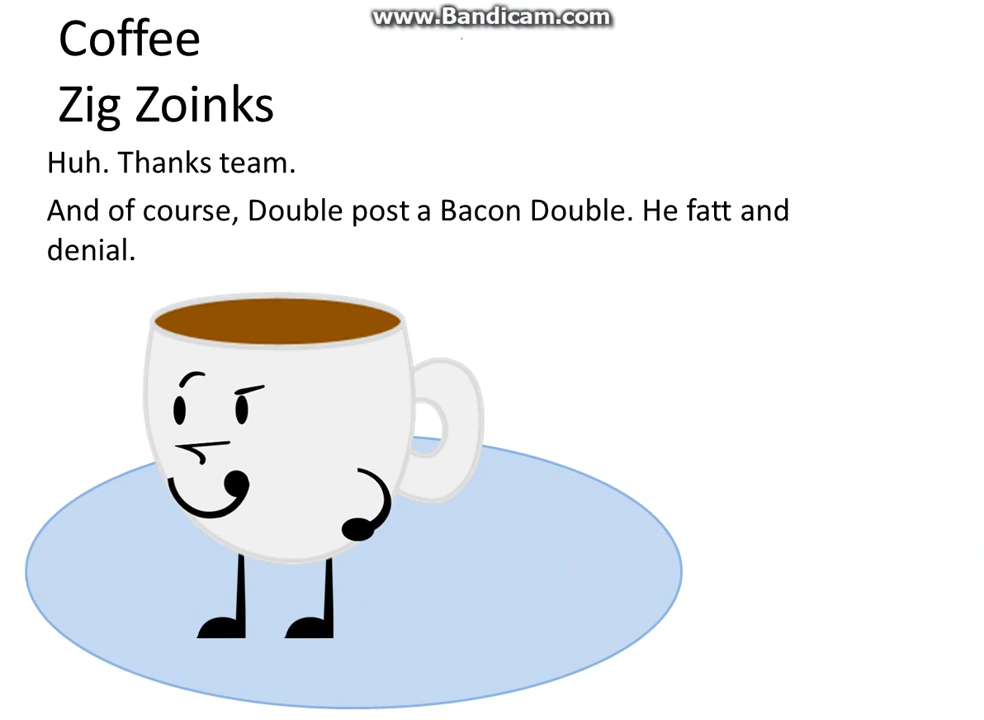 www.Bandicam.com
Coffee
Zig Zoinks
Huh. Thanks team.
And of course, Double post a Bacon Double. He fatt and
denial.